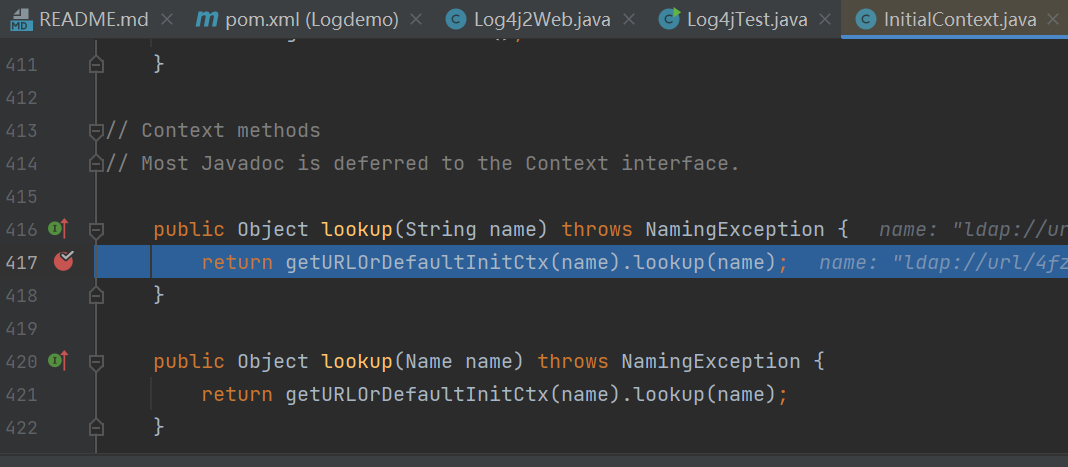 README.md pom.xml (Logdemo) Log4j2Web.java Log4jTest.java InitialContext.java
411 }
412
413 // Context methods
414 // Most Javadoc is deferred to the Context interface.
415
416 public Object lookup(String name) throws NamingException { name: "ldap://ur
417 return getURLOrDefaultInitCtx(name).lookup(name); name: "ldap://url/4fz
418 }
419
420 public Object lookup(Name name) throws NamingException {
421 return getURLOrDefaultInitCtx(name).lookup(name);
422 }